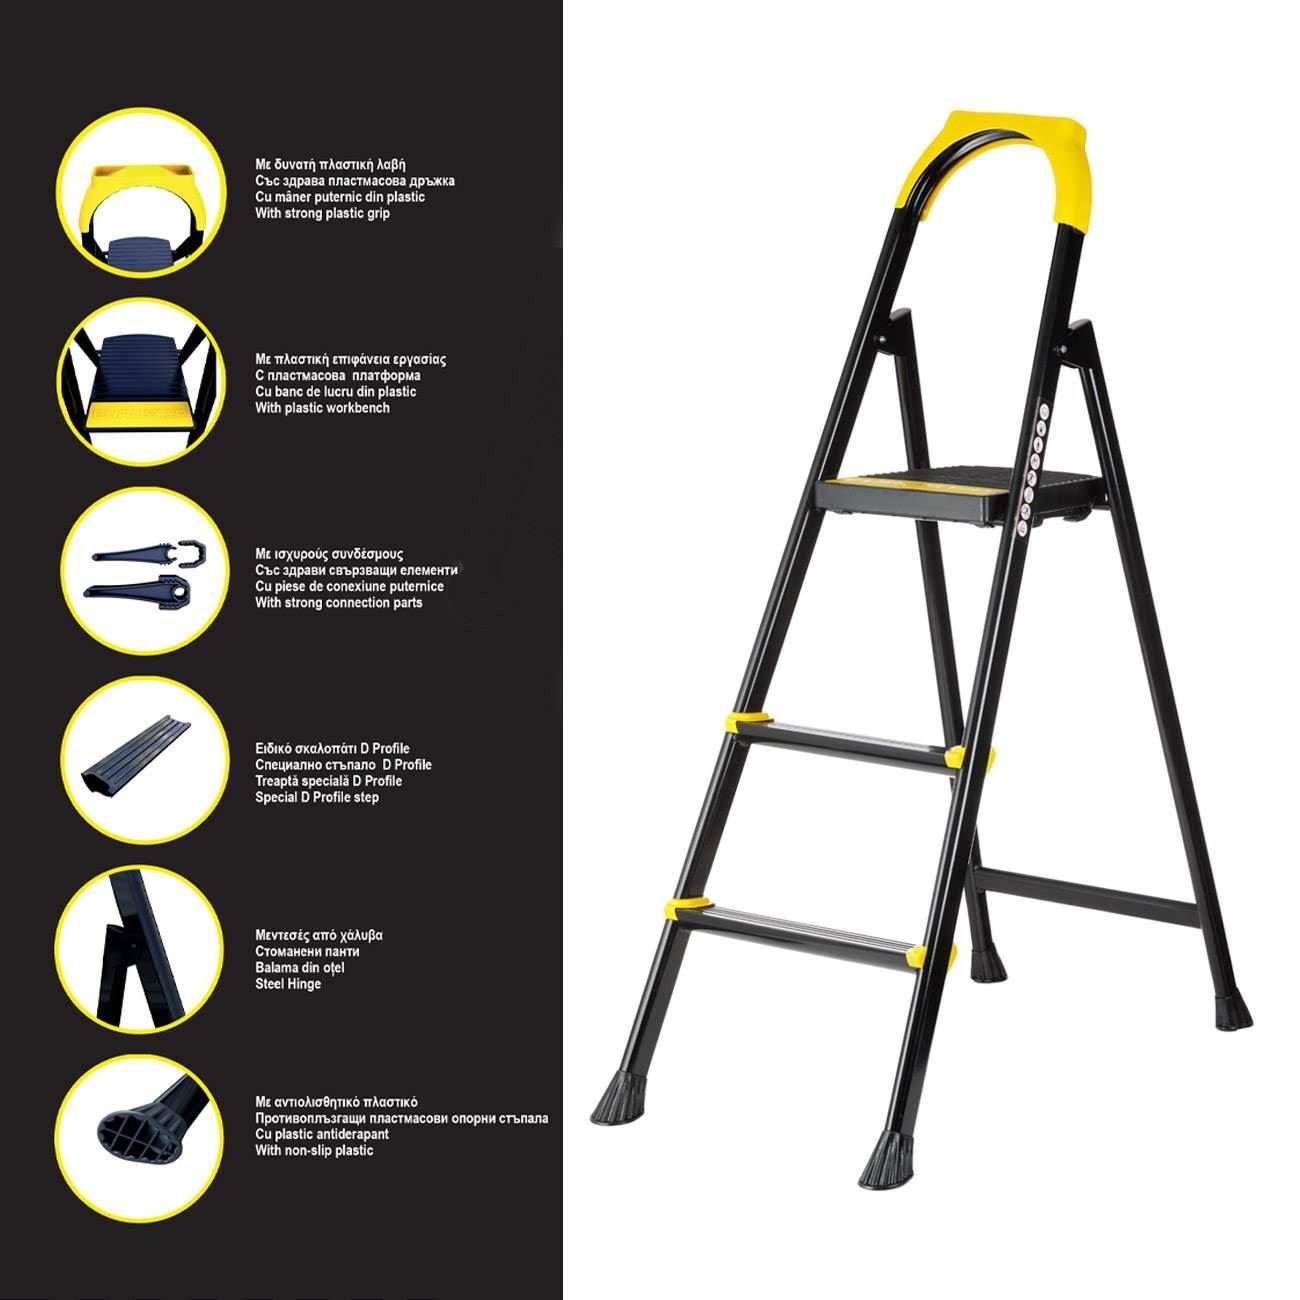 Με δυνατή πλαστική λαβή
Със здрава пластмасова дръжка
Cu mâner puternic din plastic
With strong plastic grip
Με πλαστική επιφάνεια εργασίας
С пластмасова платформа
Cu banc de lucru din plastic
With plastic workbench
Με ισχυρούς συνδέσμους
Със здрави свързващи елементи
Cu piese de conexiune puternice
With strong connection parts
Ειδικό σκαλοπάτι D Profile
Специално стъпало D Profile
Treaptă specială D Profile
Special D Profile step
Μεντεσές από χάλυβα
Стоманени панти
Balama din oțel
Steel Hinge
Με αντιολισθητικό πλαστικό
Противоплъзгащи пластмасови опорни стъпала
Cu plastic antiderapant
With non-slip plastic